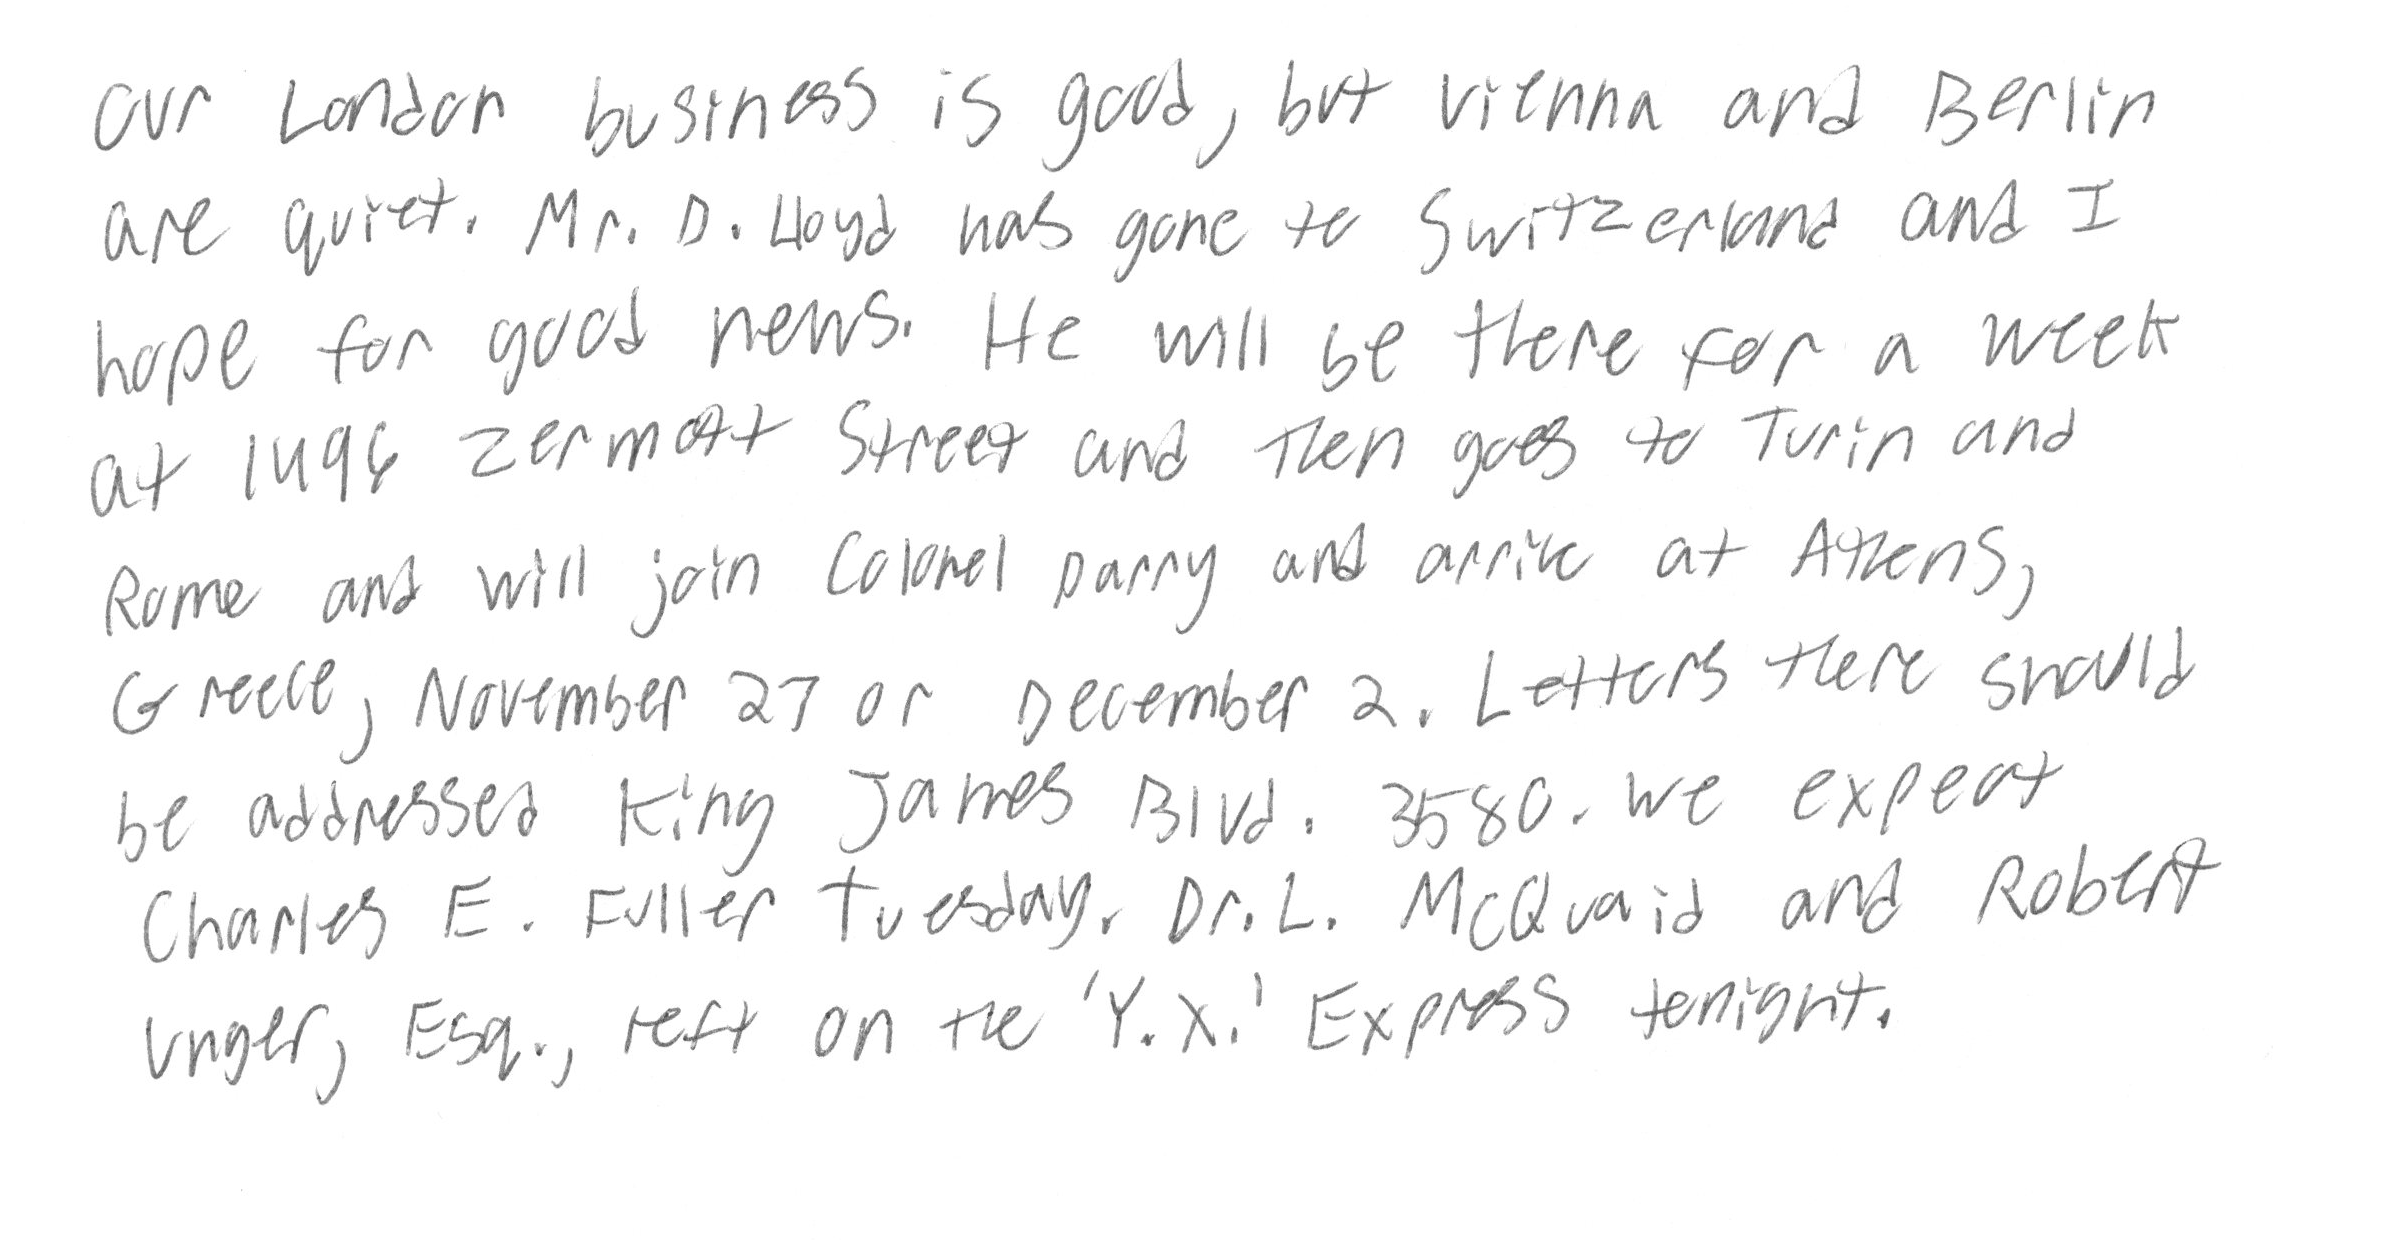 Our London business is good, but Vienna and Berlin
are quiet. Mr. D. Lloyd has gone to Switzerland and I
hope for good news. He will be there for a week
at 1496 Zermott Street and then goes to Turin and
Rome and will join Colonel Parry and arrive at Athens,
Greece, November 27 or December 2. Letters there should
be addressed King James Blvd. 3580. We expect
Charles E. Fuller Tuesday. Dr. L. McQuaid and Robert
Unger, Esq., left on the 'Y.X.' Express tonight.